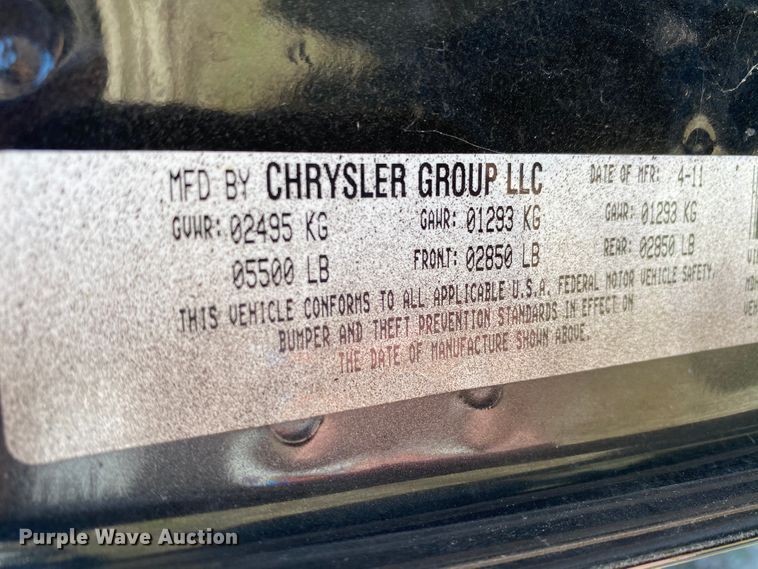 MFD BY CHRYSLER GROUP LLC DATE OF MFR: 4-11
GVWR: 02495 KG GAWR: 01293 KG GAWR: 01293 KG
05500 LB FRONT: 02850 LB REAR: 02850 LB
THIS VEHICLE CONFORMS TO ALL APPLICABLE U.S.A. FEDERAL MOTOR VEHICLE SAFETY,
BUMPER AND THEFT PREVENTION STANDARDS IN EFFECT ON
THE DATE OF MANUFACTURE SHOWN ABOVE.
Purple Wave Auction